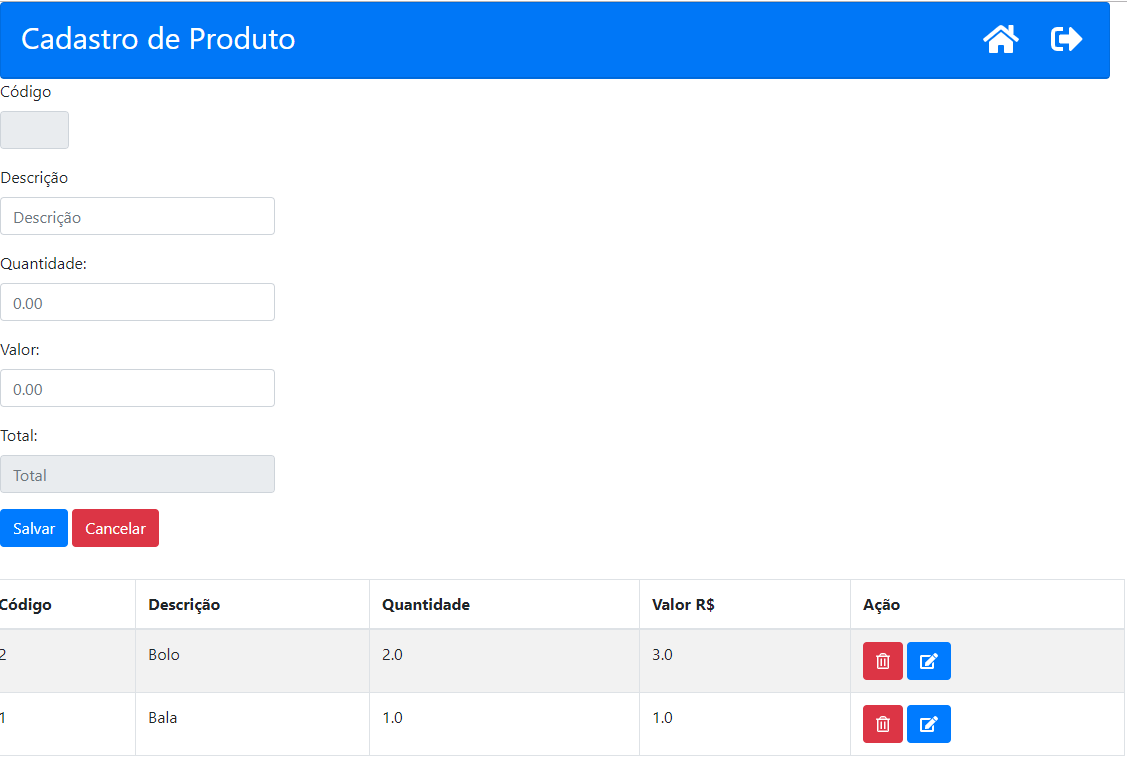 Cadastro de Produto
Código
Descrição
Descrição
Quantidade:
0.00
Valor:
0.00
Total:
Total
Salvar Cancelar
Código Descrição Quantidade Valor R$ Ação
2 Bolo 2.0 3.0
1 Bala 1.0 1.0